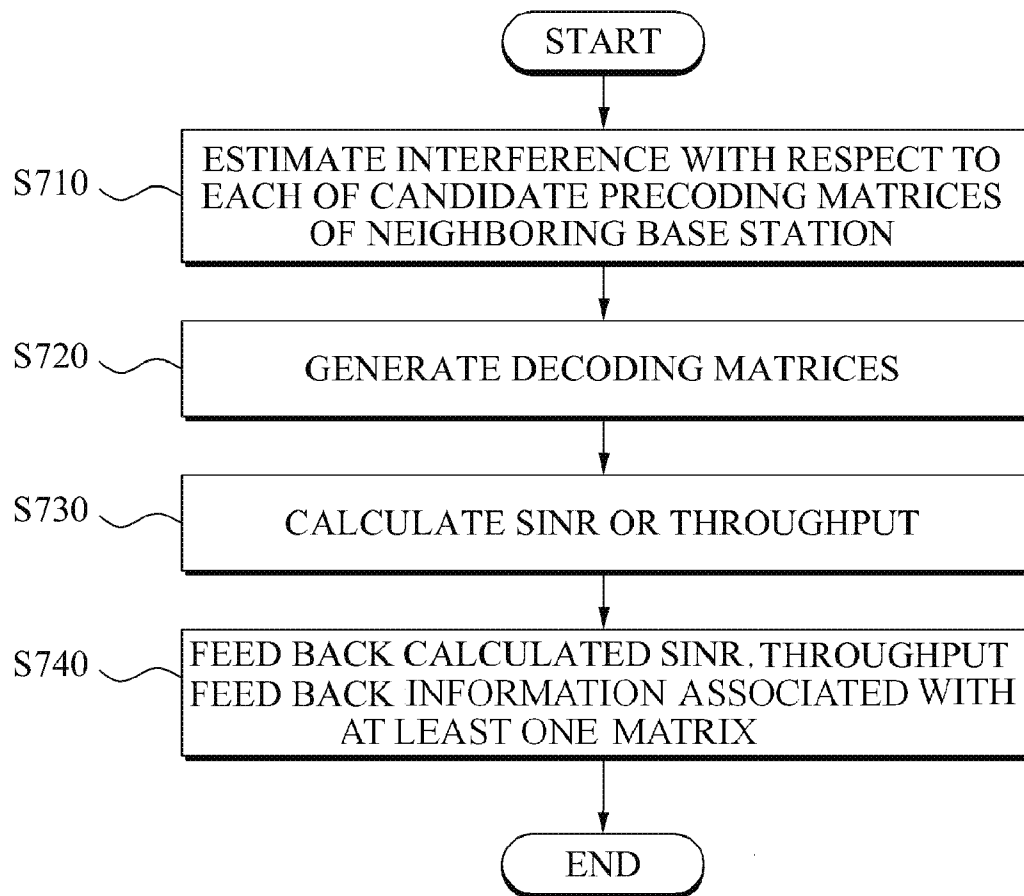 START
S710
ESTIMATE INTERFERENCE WITH RESPECT TO
EACH OF CANDIDATE PRECODING MATRICES
OF NEIGHBORING BASE STATION
S720
GENERATE DECODING MATRICES
S730
CALCULATE SINR OR THROUGHPUT
S740
FEED BACK CALCULATED SINR, THROUGHPUT
FEED BACK INFORMATION ASSOCIATED WITH
AT LEAST ONE MATRIX
END